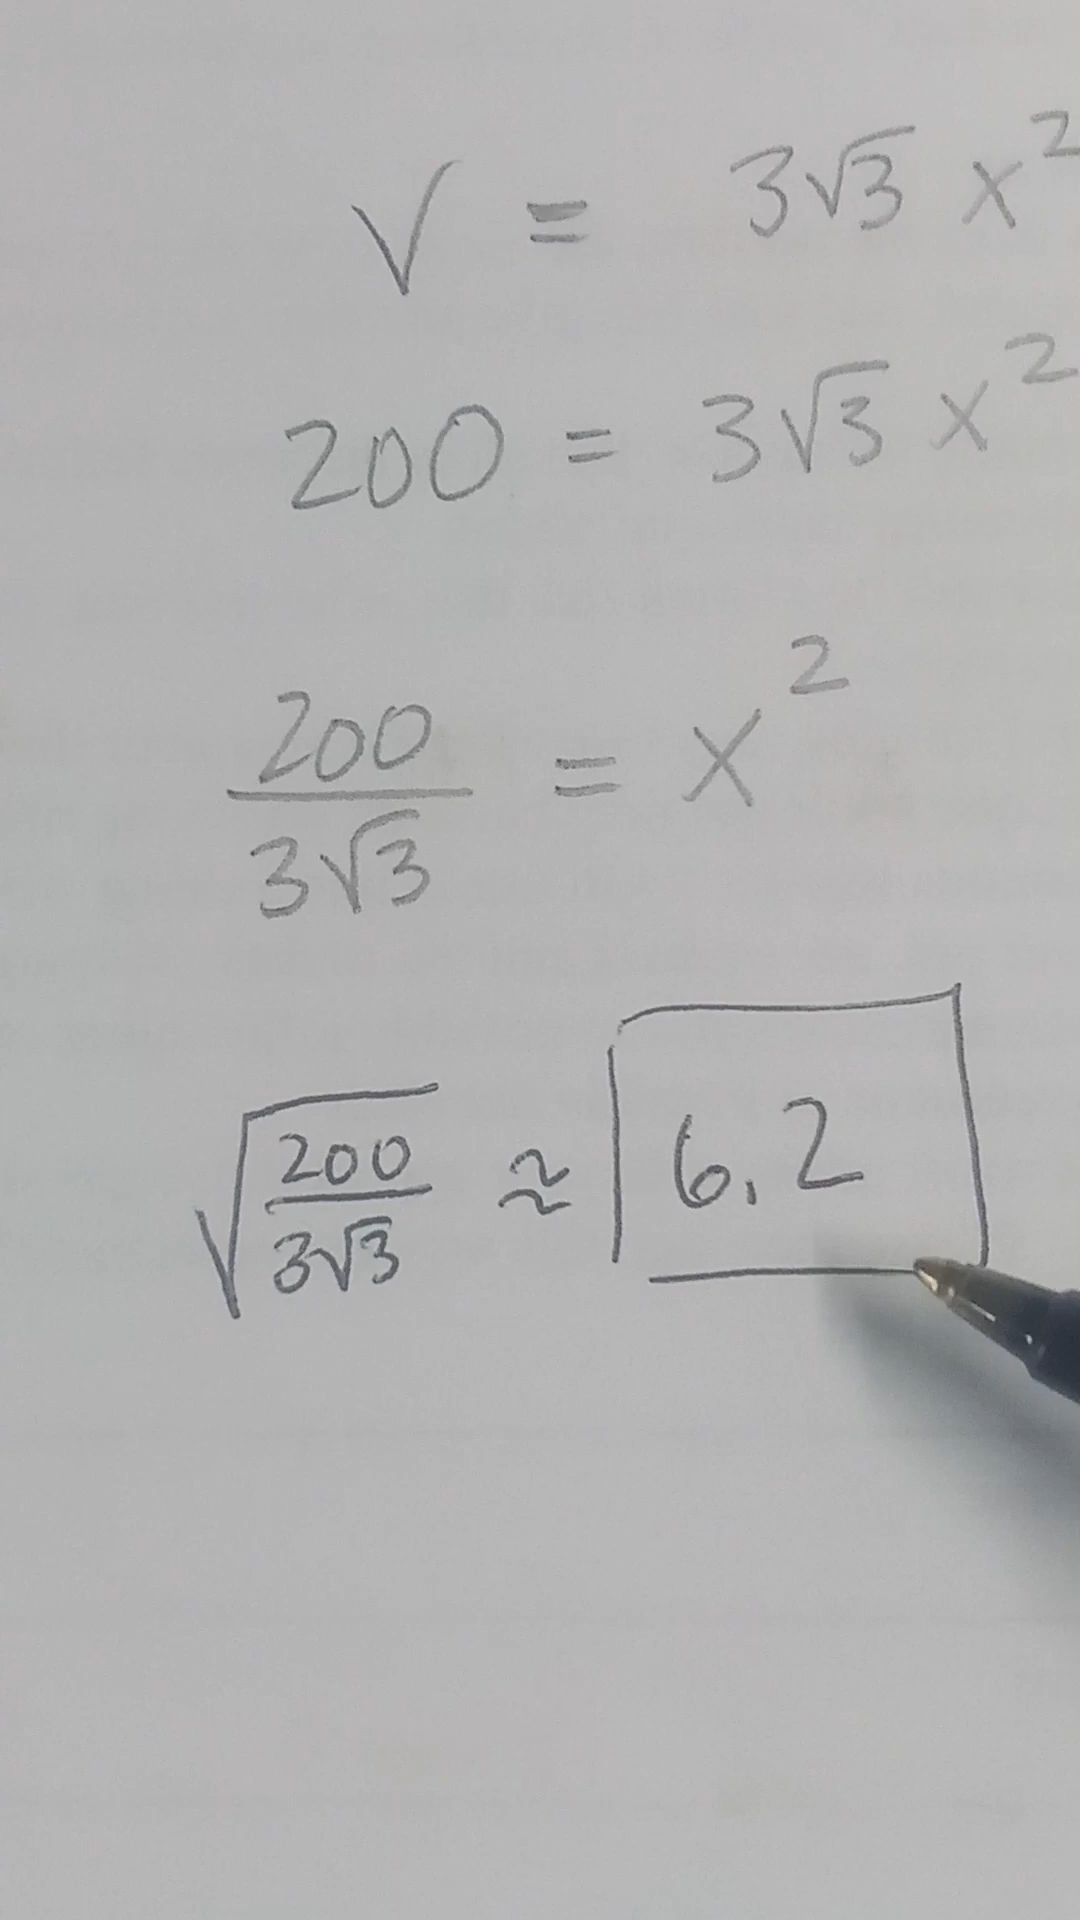 V = 3√3 x²
200 = 3√3 x²
200/3√3 = x²
√(200/3√3) ≈ 6.2